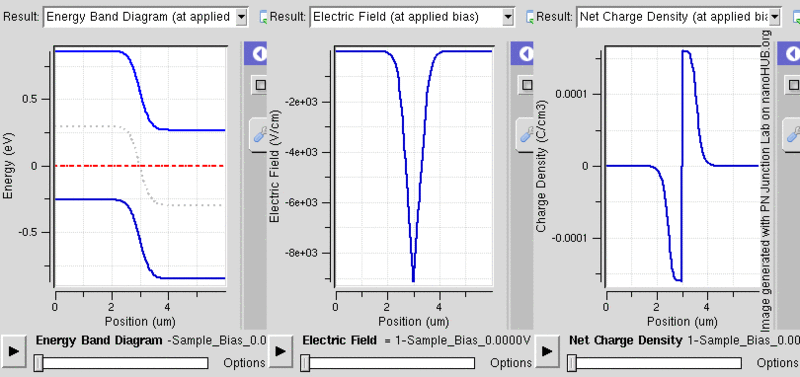 Result: Energy Band Diagram (at applied
Result: Electric Field (at applied bias)
Result: Net Charge Density (at applied bia
Energy (eV)
0.5
0
-0.5
0 2 4
Position (um)
Electric Field (V/cm)
-2e+03
-4e+03
-6e+03
-8e+03
0 2 4
Position (um)
Charge Density (C/cm3)
0.0001
0
-0.0001
0 2 4
Position (um)
Image generated with PN Junction Lab on nanoHUB.org
Energy Band Diagram -Sample_Bias_0.0
Options
Electric Field = 1-Sample_Bias_0.0000V
Options
Net Charge Density 1-Sample_Bias_0.00
Options